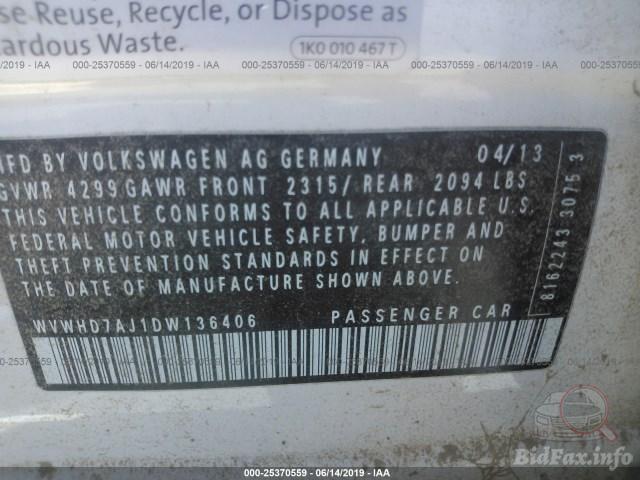 se Reuse, Recycle, or Dispose as
zardous Waste.
1K0 010 467 T
6/14/2019 - IAA 000-25370559 - 06/14/2019 - IAA 000-25370559 - 06/14/2019 - IAA 000-25370559
MFD BY VOLKSWAGEN AG GERMANY 04/13
GVWR 4299 GAWR FRONT 2315/ REAR 2094 LBS
THIS VEHICLE CONFORMS TO ALL APPLICABLE U.S.
FEDERAL MOTOR VEHICLE SAFETY, BUMPER AND
THEFT PREVENTION STANDARDS IN EFFECT ON
THE DATE OF MANUFACTURE SHOWN ABOVE.
WVWHD7AJ1DW136406 PASSENGER CAR
8162243 3075 3
000-25370559 - 06/14/2019 - IAA
BidFax.info